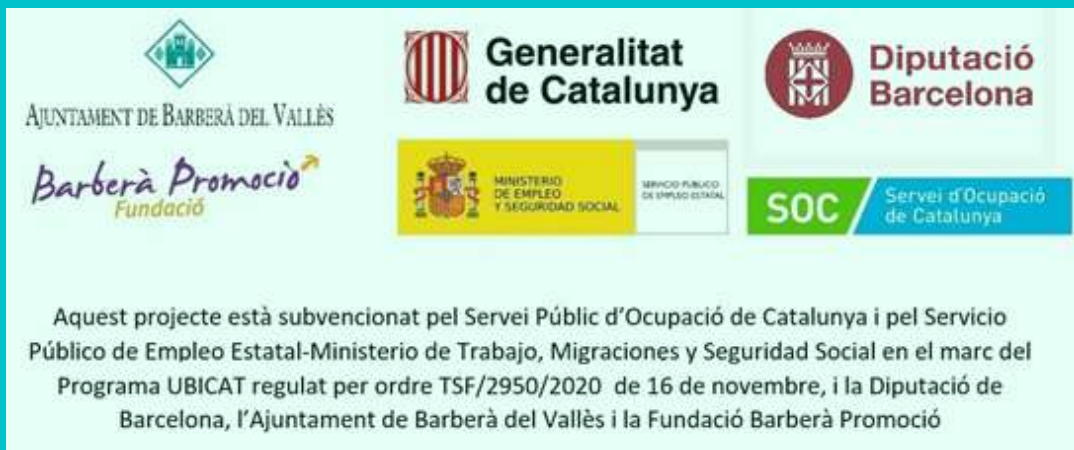 AJUNTAMENT DE BARBERÀ DEL VALLÈS
Barberà Promoció
Fundació
Generalitat
de Catalunya
MINISTERIO
DE EMPLEO
Y SEGURIDAD SOCIAL
SERVICIO PÚBLICO
DE EMPLEO ESTATAL
Diputació
Barcelona
SOC
Servei d'Ocupació
de Catalunya
Aquest projecte està subvencionat pel Servei Públic d’Ocupació de Catalunya i pel Servicio
Público de Empleo Estatal-Ministerio de Trabajo, Migraciones y Seguridad Social en el marc del
Programa UBICAT regulat per ordre TSF/2950/2020 de 16 de novembre, i la Diputació de
Barcelona, l’Ajuntament de Barberà del Vallès i la Fundació Barberà Promoció